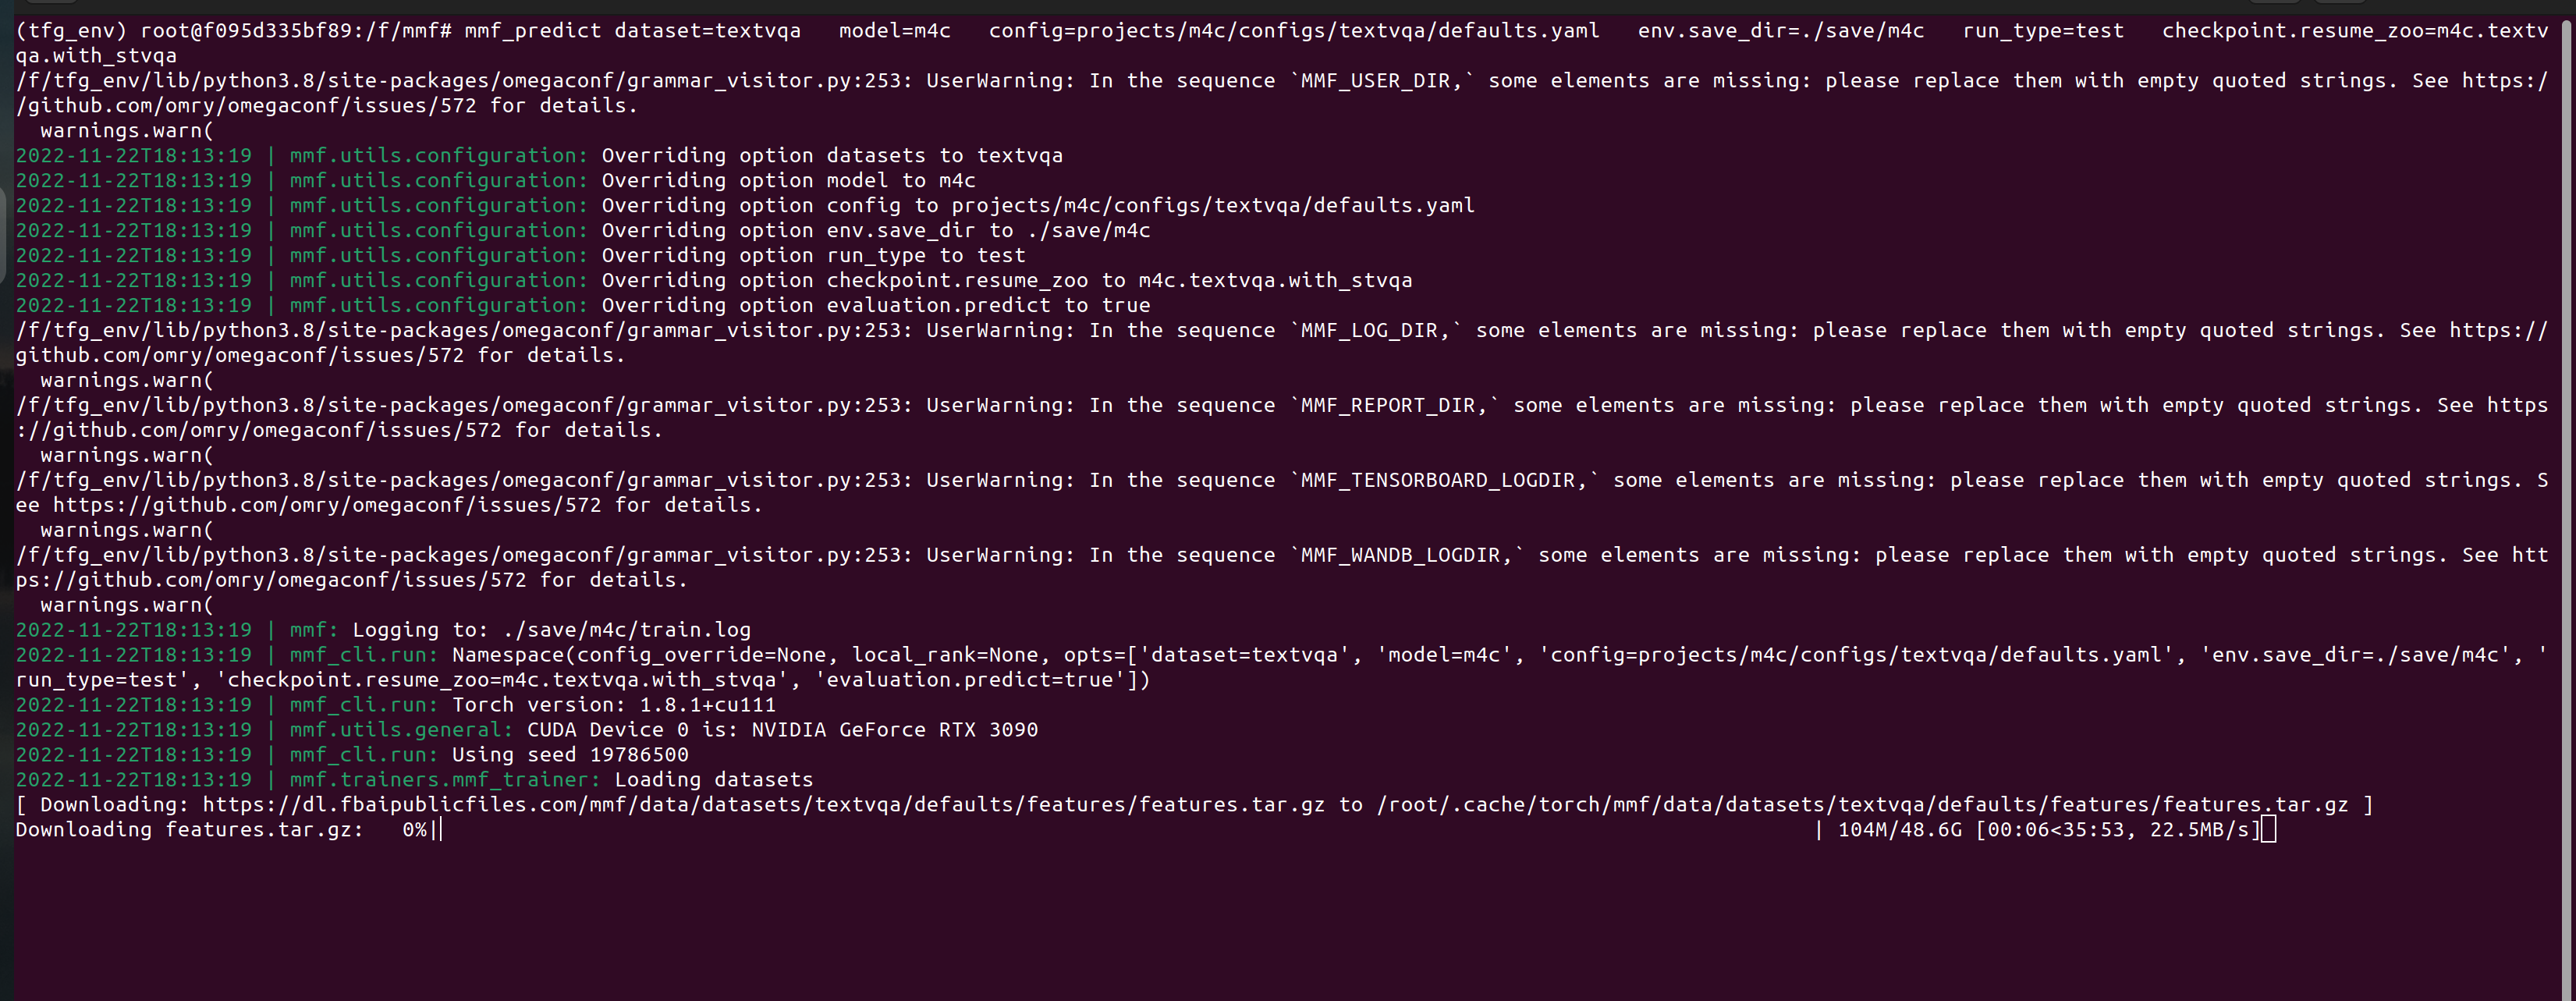 (tfg_env) root@f095d335bf89:/f/mmf# mmf_predict dataset=textvqa   model=m4c   config=projects/m4c/configs/textvqa/defaults.yaml   env.save_dir=./save/m4c   run_type=test   checkpoint.resume_zoo=m4c.textv
qa.with_stvqa
/f/tfg_env/lib/python3.8/site-packages/omegaconf/grammar_visitor.py:253: UserWarning: In the sequence `MMF_USER_DIR,` some elements are missing: please replace them with empty quoted strings. See https:/
/github.com/omry/omegaconf/issues/572 for details.
  warnings.warn(
2022-11-22T18:13:19 | mmf.utils.configuration: Overriding option datasets to textvqa
2022-11-22T18:13:19 | mmf.utils.configuration: Overriding option model to m4c
2022-11-22T18:13:19 | mmf.utils.configuration: Overriding option config to projects/m4c/configs/textvqa/defaults.yaml
2022-11-22T18:13:19 | mmf.utils.configuration: Overriding option env.save_dir to ./save/m4c
2022-11-22T18:13:19 | mmf.utils.configuration: Overriding option run_type to test
2022-11-22T18:13:19 | mmf.utils.configuration: Overriding option checkpoint.resume_zoo to m4c.textvqa.with_stvqa
2022-11-22T18:13:19 | mmf.utils.configuration: Overriding option evaluation.predict to true
/f/tfg_env/lib/python3.8/site-packages/omegaconf/grammar_visitor.py:253: UserWarning: In the sequence `MMF_LOG_DIR,` some elements are missing: please replace them with empty quoted strings. See https://
github.com/omry/omegaconf/issues/572 for details.
  warnings.warn(
/f/tfg_env/lib/python3.8/site-packages/omegaconf/grammar_visitor.py:253: UserWarning: In the sequence `MMF_REPORT_DIR,` some elements are missing: please replace them with empty quoted strings. See https
://github.com/omry/omegaconf/issues/572 for details.
  warnings.warn(
/f/tfg_env/lib/python3.8/site-packages/omegaconf/grammar_visitor.py:253: UserWarning: In the sequence `MMF_TENSORBOARD_LOGDIR,` some elements are missing: please replace them with empty quoted strings. S
ee https://github.com/omry/omegaconf/issues/572 for details.
  warnings.warn(
/f/tfg_env/lib/python3.8/site-packages/omegaconf/grammar_visitor.py:253: UserWarning: In the sequence `MMF_WANDB_LOGDIR,` some elements are missing: please replace them with empty quoted strings. See htt
ps://github.com/omry/omegaconf/issues/572 for details.
  warnings.warn(
2022-11-22T18:13:19 | mmf: Logging to: ./save/m4c/train.log
2022-11-22T18:13:19 | mmf_cli.run: Namespace(config_override=None, local_rank=None, opts=['dataset=textvqa', 'model=m4c', 'config=projects/m4c/configs/textvqa/defaults.yaml', 'env.save_dir=./save/m4c', '
run_type=test', 'checkpoint.resume_zoo=m4c.textvqa.with_stvqa', 'evaluation.predict=true'])
2022-11-22T18:13:19 | mmf_cli.run: Torch version: 1.8.1+cu111
2022-11-22T18:13:19 | mmf.utils.general: CUDA Device 0 is: NVIDIA GeForce RTX 3090
2022-11-22T18:13:19 | mmf_cli.run: Using seed 19786500
2022-11-22T18:13:19 | mmf.trainers.mmf_trainer: Loading datasets
[ Downloading: https://dl.fbaipublicfiles.com/mmf/data/datasets/textvqa/defaults/features/features.tar.gz to /root/.cache/torch/mmf/data/datasets/textvqa/defaults/features/features.tar.gz ]
Downloading features.tar.gz:   0%|          | 104M/48.6G [00:06<35:53, 22.5MB/s]